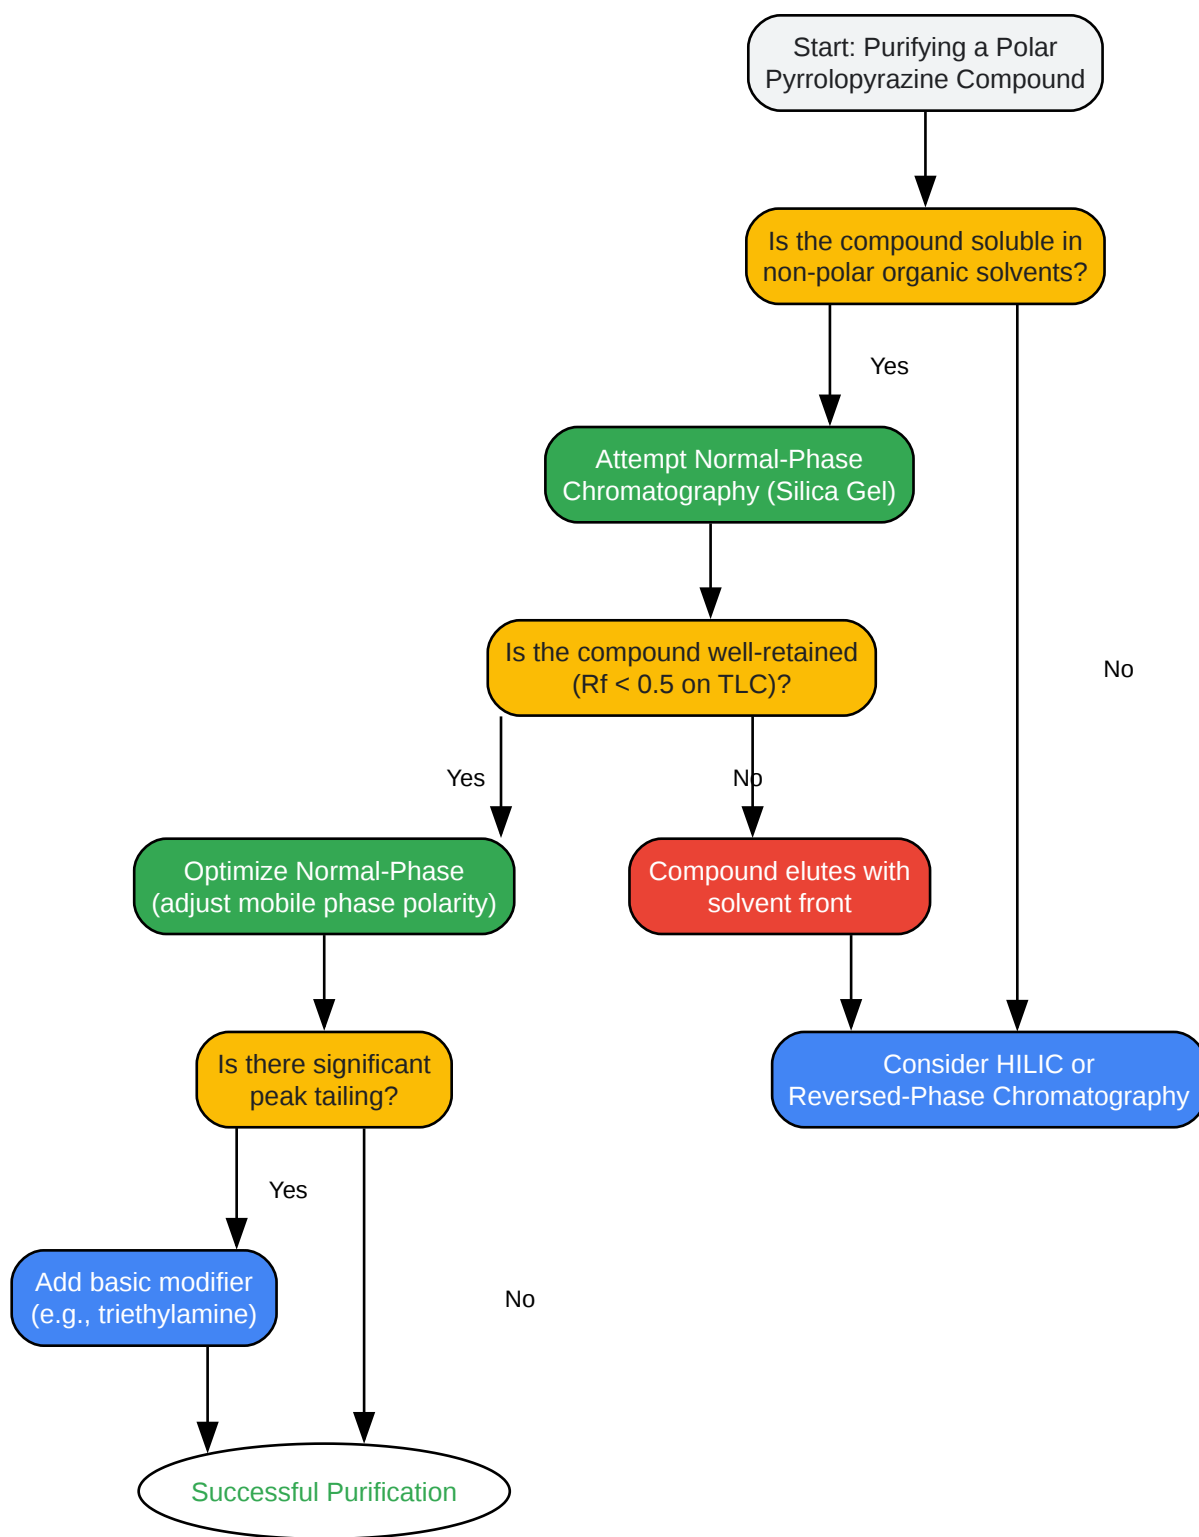 Start: Purifying a Polar
Pyrrolopyrazine Compound
Is the compound soluble in
non-polar organic solvents?
Yes
Attempt Normal-Phase
Chromatography (Silica Gel)
Is the compound well-retained
(Rf < 0.5 on TLC)?
No
Yes
No
Optimize Normal-Phase
(adjust mobile phase polarity)
Compound elutes with
solvent front
Is there significant
peak tailing?
Consider HILIC or
Reversed-Phase Chromatography
Yes
Add basic modifier
(e.g., triethylamine)
No
Successful Purification